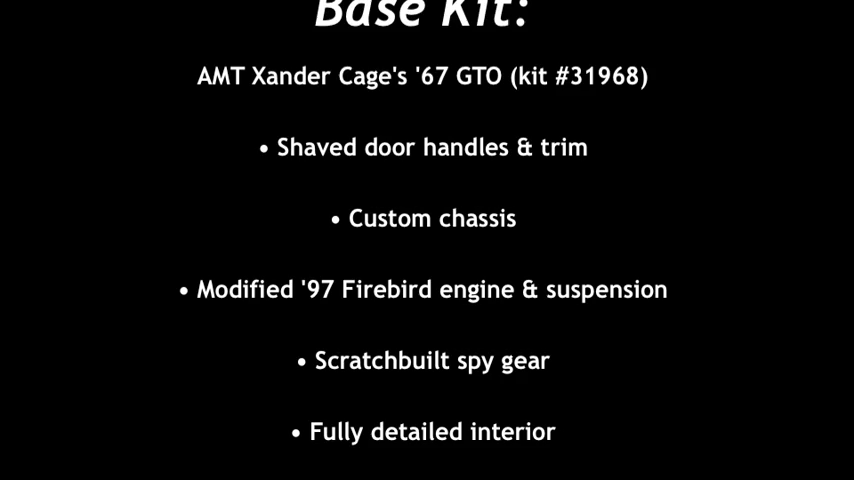 Base Kit:
AMT Xander Cage's '67 GTO (kit #31968)
• Shaved door handles & trim
• Custom chassis
• Modified '97 Firebird engine & suspension
• Scratchbuilt spy gear
• Fully detailed interior